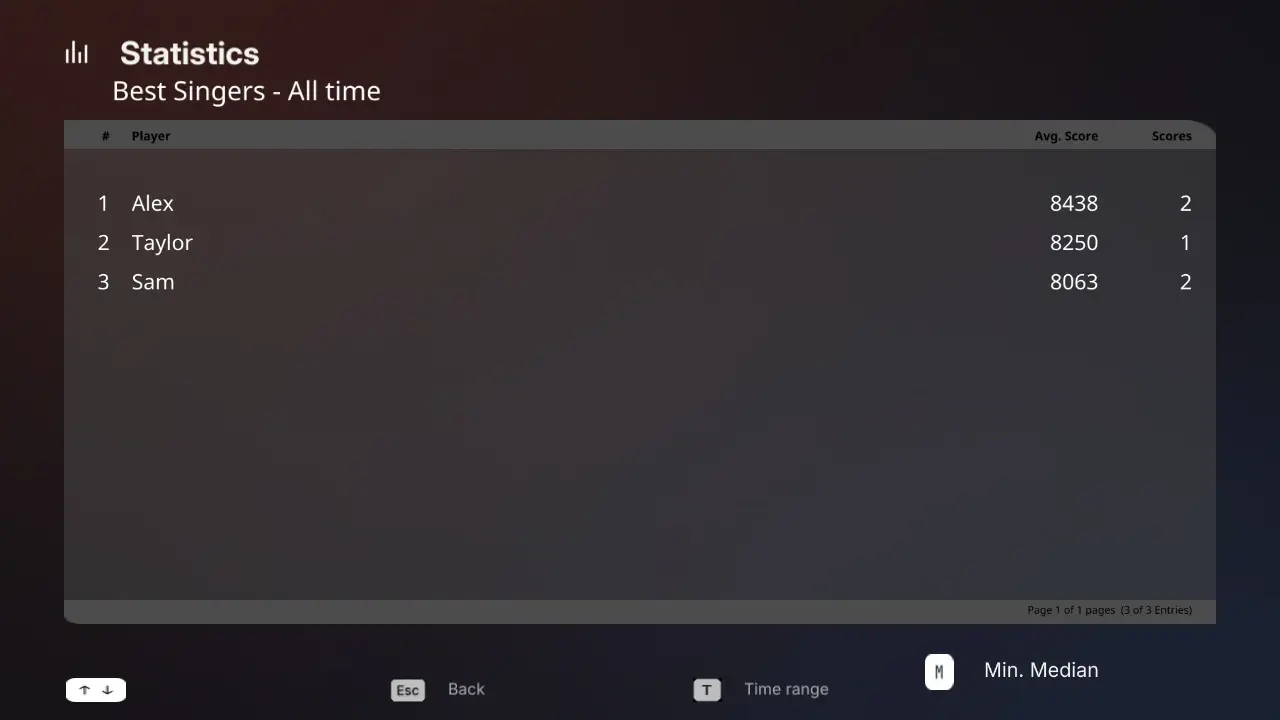 Statistics
Best Singers - All time
# Player Avg. Score Scores
1 Alex 8438 2
2 Taylor 8250 1
3 Sam 8063 2
Page 1 of 1 pages (3 of 3 Entries)
↑ ↓ Esc Back T Time range M Min. Median